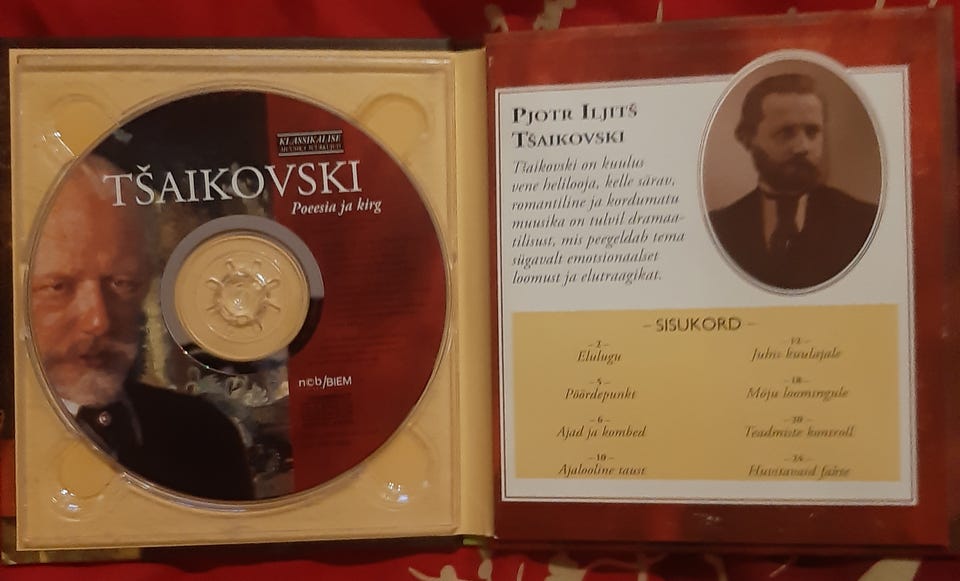 KLASSIKALISE
MUUSIKA SUURKUJUD
TŠAIKOVSKI
Poeesia ja kirg
n©b/BIEM
PJOTR ILJITŠ
TŠAIKOVSKI
Tšaikovski on kuulus
vene helilooja, kelle särav,
romantiline ja kordumatu
muusika on tulvil dramaa-
tilisust, mis peegeldab tema
sügavalt emotsionaalset
loomust ja elutraagikat.
– SISUKORD –
–2–
Elulugu
–5–
Pöördepunkt
–6–
Ajad ja kombed
–10–
Ajalooline taust
–12–
Juhis kuulajale
–18–
Mõju loomingule
–20–
Teadmiste kontroll
–24–
Huvitavaid fakte